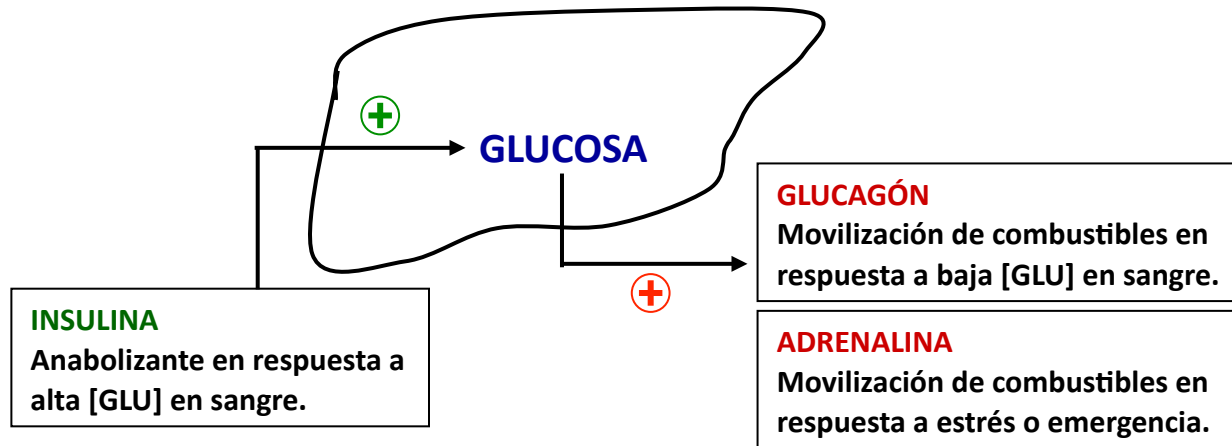 GLUCOSA
INSULINA
Anabolizante en respuesta a
alta [GLU] en sangre.
GLUCAGÓN
Movilización de combustibles en
respuesta a baja [GLU] en sangre.
ADRENALINA
Movilización de combustibles en
respuesta a estrés o emergencia.